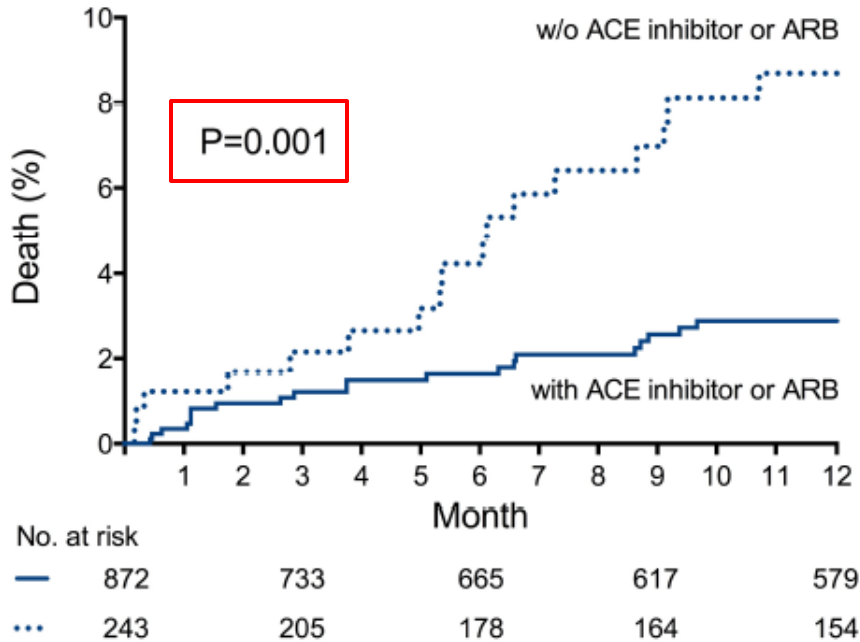 10
w/o ACE inhibitor or ARB
8
P=0.001
6
Death (%)
4
2
with ACE inhibitor or ARB
0
1 2 3 4 5 6 7 8 9 10 11 12
Month
No. at risk
872 733 665 617 579
243 205 178 164 154